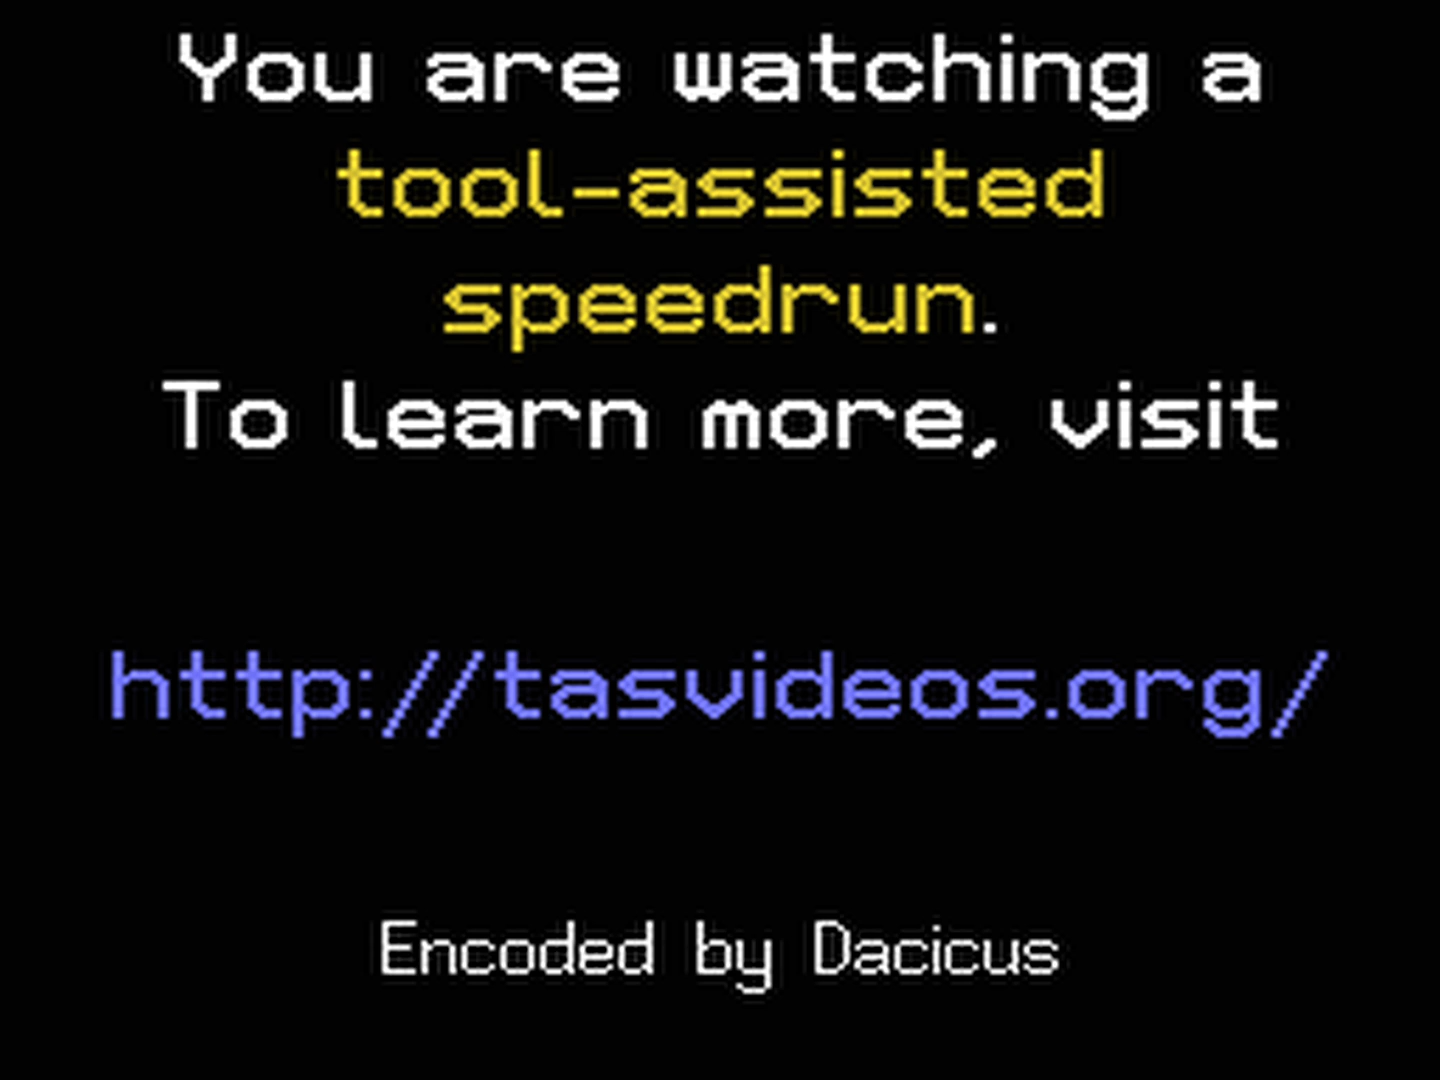 You are watching a
tool-assisted
speedrun.
To learn more, visit
http://tasvideos.org/
Encoded by Dacicus